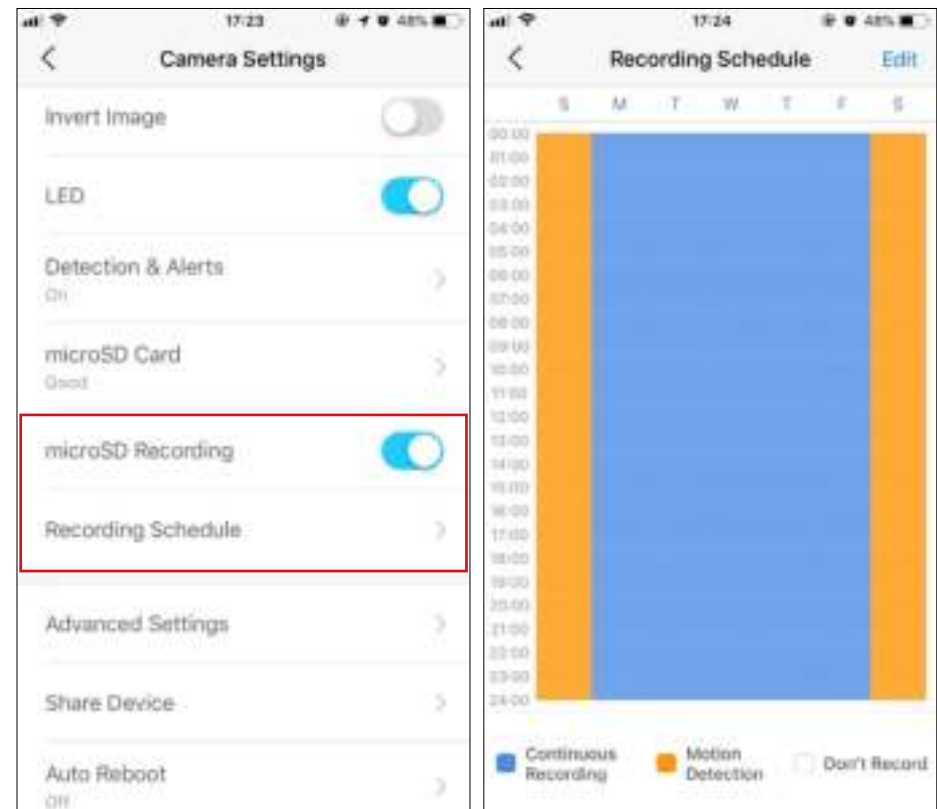 17:23
48%
Camera Settings
Invert Image
LED
Detection & Alerts
On
microSD Card
Good
microSD Recording
Recording Schedule
Advanced Settings
Share Device
Auto Reboot
Off
17:24
48%
Recording Schedule
Edit
S M T W T F S
00:00
01:00
02:00
03:00
04:00
05:00
06:00
07:00
08:00
09:00
10:00
11:00
12:00
13:00
14:00
15:00
16:00
17:00
18:00
19:00
20:00
21:00
22:00
23:00
24:00
Continuous
Recording
Motion
Detection
Don't Record